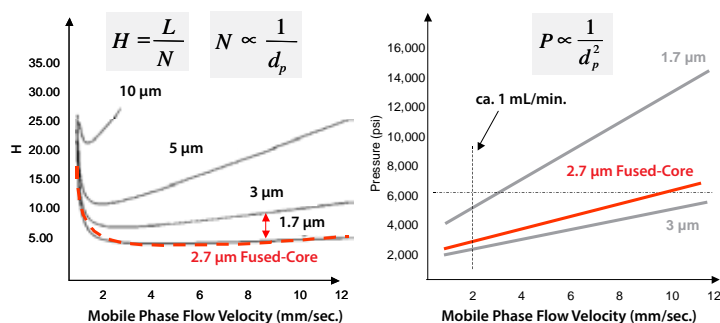 H = L/N
N ∝ 1/d_p
35.00
30.00
25.00
20.00
15.00
10.00
5.00
H
10 µm
5 µm
3 µm
1.7 µm
2.7 µm Fused-Core
2 4 6 8 10 12
Mobile Phase Flow Velocity (mm/sec.)
P ∝ 1/d_p^2
16,000
14,000
12,000
10,000
8,000
6,000
4,000
2,000
Pressure (psi)
1.7 µm
ca. 1 mL/min.
2.7 µm Fused-Core
3 µm
0 2 4 6 8 10 12
Mobile Phase Flow Velocity (mm/sec.)